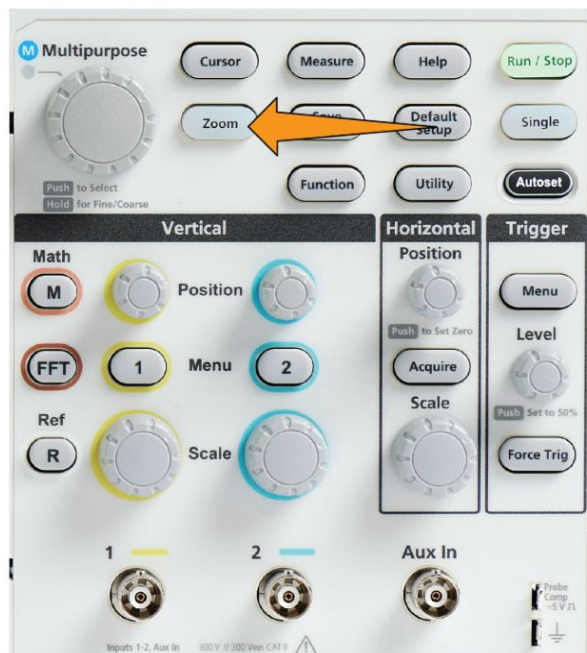 M Multipurpose
Cursor
Measure
Help
Run / Stop
Zoom
Default
Setup
Single
Push to Select
Hold for Fine/Coarse
Function
Utility
Autoset
Vertical
Horizontal
Trigger
Math
M
Position
Position
Push to Set Zero
Menu
FFT
1
Menu
2
Acquire
Level
Push Set to 50%
Ref
R
Scale
Scale
Force Trig
1
2
Aux In
Inputs 1-2, Aux In
Probe
Comp